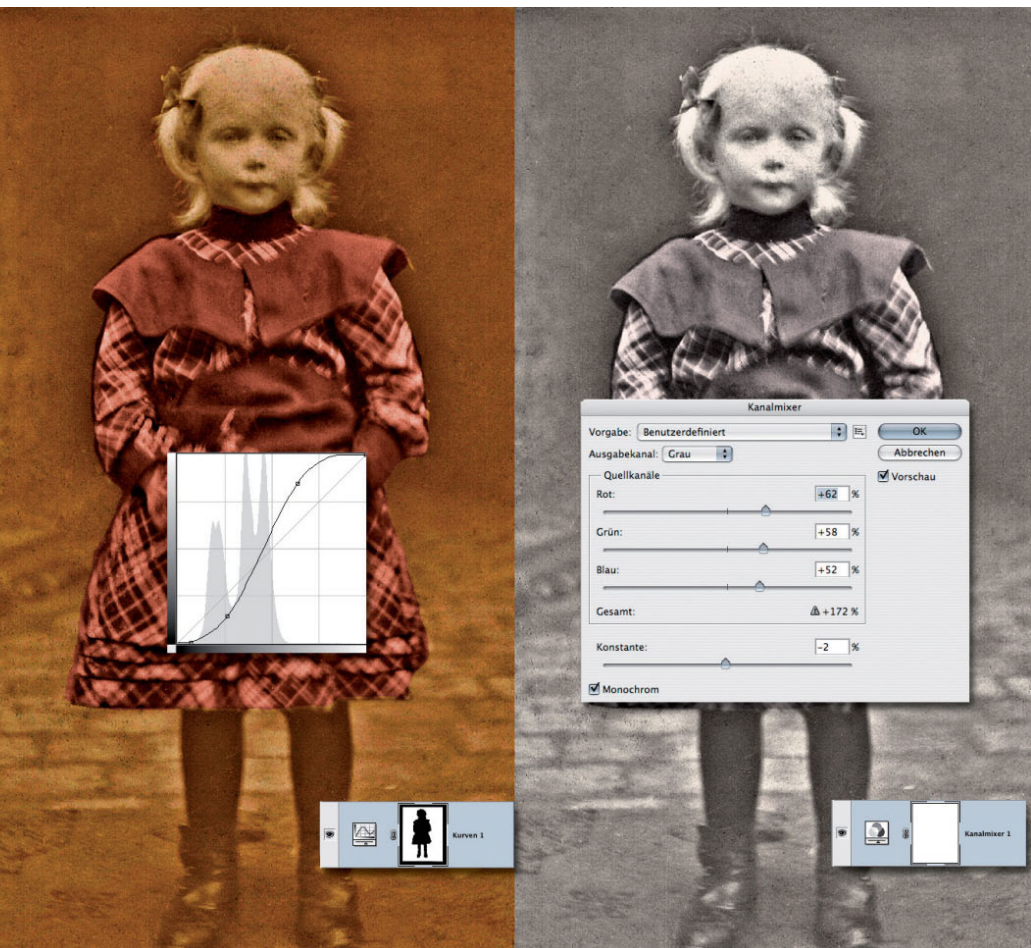 Kanalmixer
Vorgabe: Benutzerdefiniert
OK
Ausgabekanal: Grau
Abbrechen
Quellkanäle
Vorschau
Rot: +62 %
Grün: +58 %
Blau: +52 %
Gesamt: +172 %
Konstante: -2 %
Monochrom
Kurven 1
Kanalmixer 1